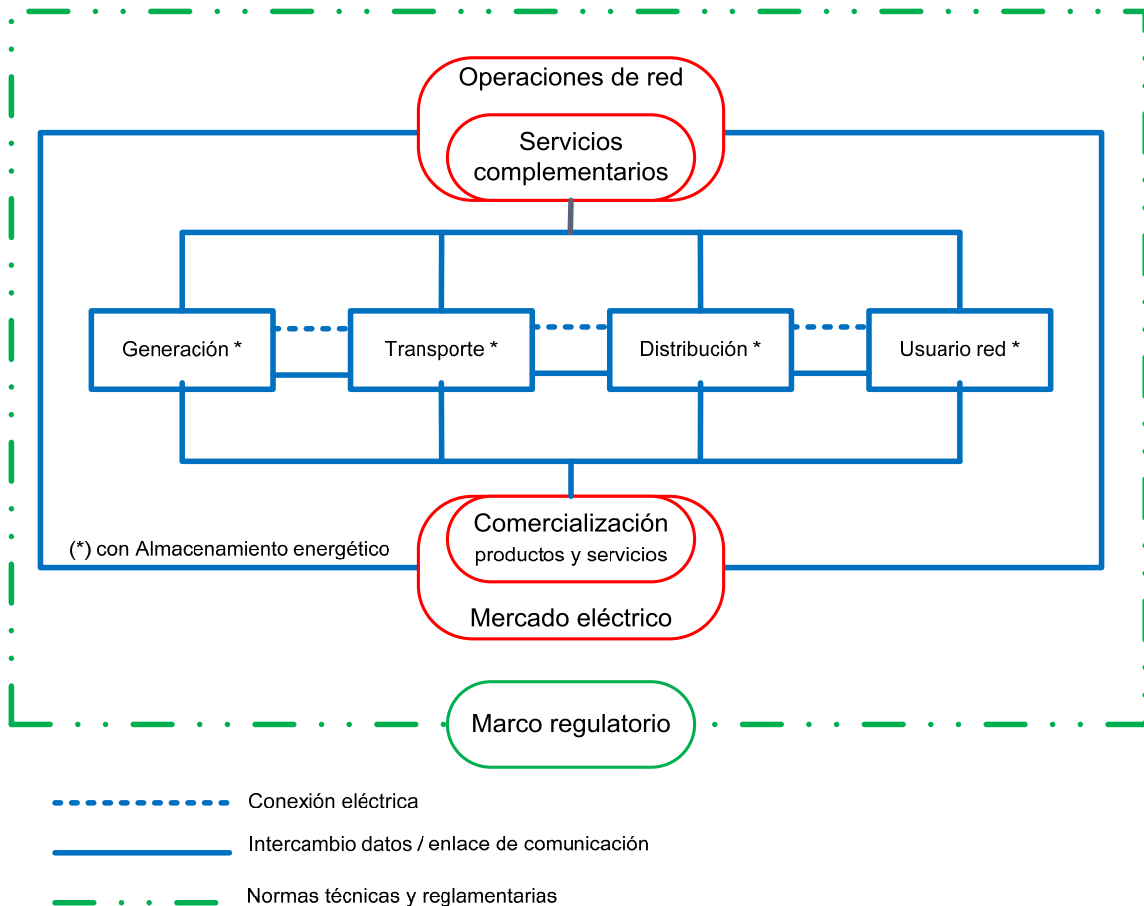 Operaciones de red
Servicios
complementarios
Generación *
Transporte *
Distribución *
Usuario red *
Comercialización
productos y servicios
(*) con Almacenamiento energético
Mercado eléctrico
Marco regulatorio
Conexión eléctrica
Intercambio datos / enlace de comunicación
Normas técnicas y reglamentarias